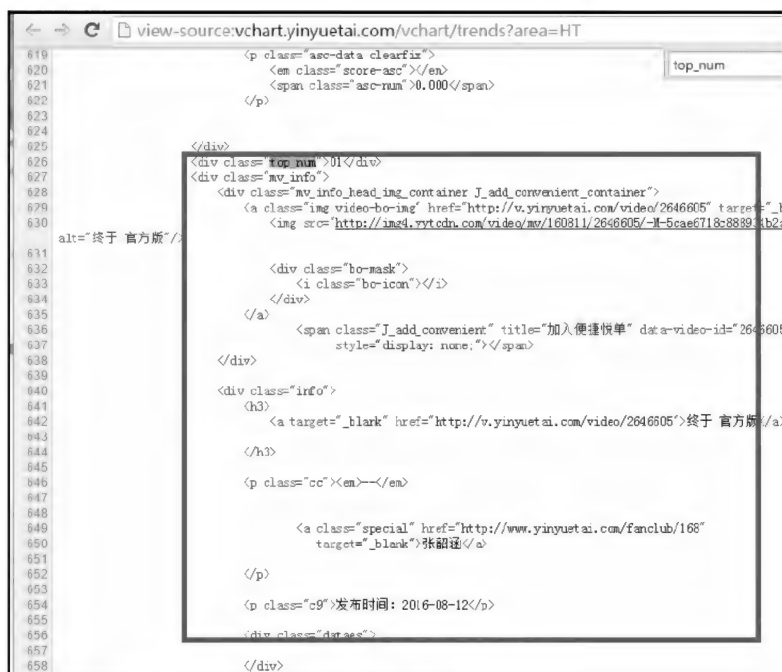 view-source:vchart.yinyuetai.com/vchart/trends?area=HT
top_num
619 <p class="asc-data clearfix">
620 <em class="score-asc"></em>
621 <span class="asc-num">0.000</span>
622 </p>
623
624
625 </div>
626 <div class="top_num">01</div>
627 <div class="mv_info">
628 <div class="mv_info_head_img_container J_add_convenient_container">
629 <a class="img video-bo-img" href="http://v.yinyuetai.com/video/2646605" target="_b
630 <img src="http://img4.yytcdn.com/video/mv/160811/2646605/-M-
alt="终于 官方版"/>
631
632 <div class="bo-mask">
633 <i class="bo-icon"></i>
634 </div>
635 </a>
636 <span class="J_add_convenient" title="加入便捷悦单" data-video-id="264660
637 style="display: none;"></span>
638 </div>
639
640 <div class="info">
641 <h3>
642 <a target="_blank" href="http://v.yinyuetai.com/video/2646605">终于 官方版</a>
643
644 </h3>
645
646 <p class="cc"><em>--</em>
647
648
649 <a class="special" href="http://www.yinyuetai.com/fanclub/168"
650 target="_blank">张韶涵</a>
651
652 </p>
653
654 <p class="c9">发布时间：2016-08-12</p>
655
656 <div class="dataes">
657
658 </div>